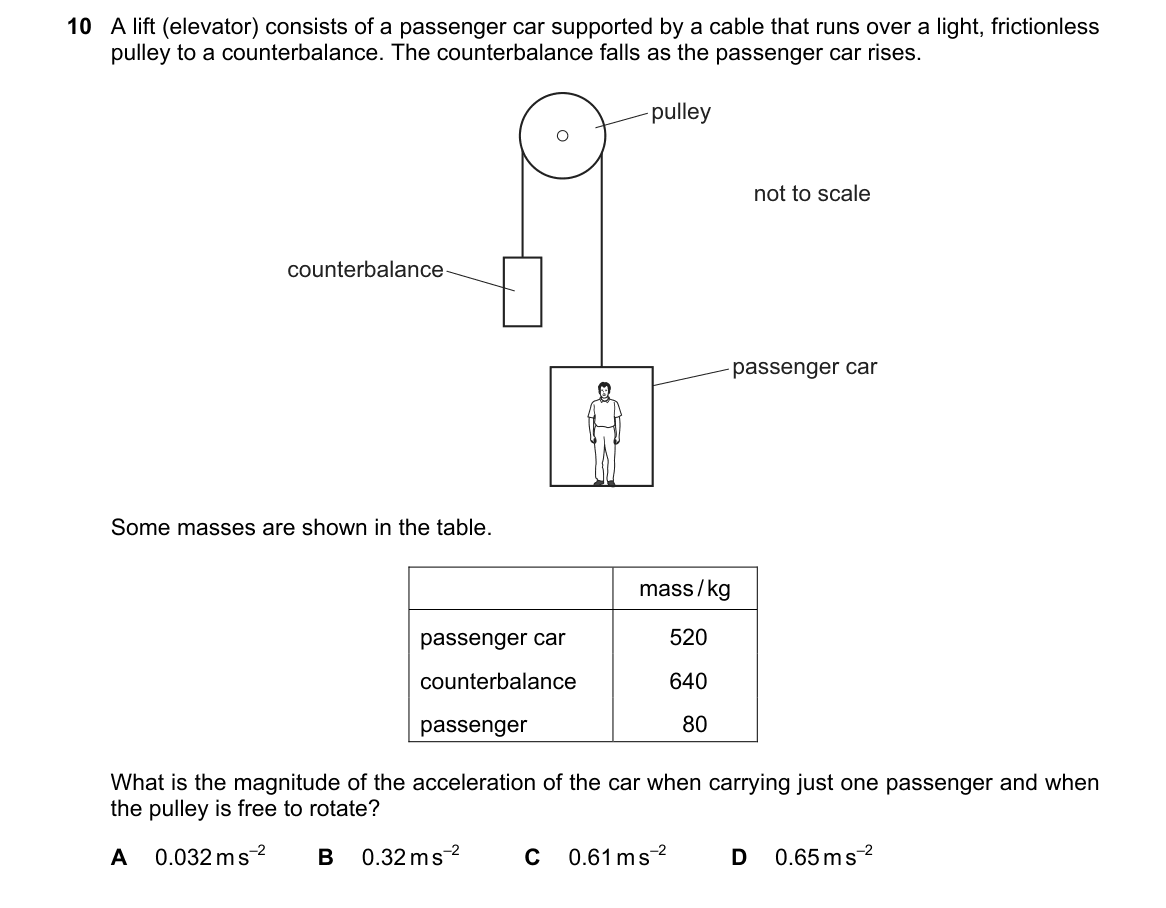 10 A lift (elevator) consists of a passenger car supported by a cable that runs over a light, frictionless
pulley to a counterbalance. The counterbalance falls as the passenger car rises.
pulley
not to scale
counterbalance
passenger car
Some masses are shown in the table.
mass / kg
passenger car 520
counterbalance 640
passenger 80
What is the magnitude of the acceleration of the car when carrying just one passenger and when
the pulley is free to rotate?
A 0.032 m s⁻² B 0.32 m s⁻² C 0.61 m s⁻² D 0.65 m s⁻²